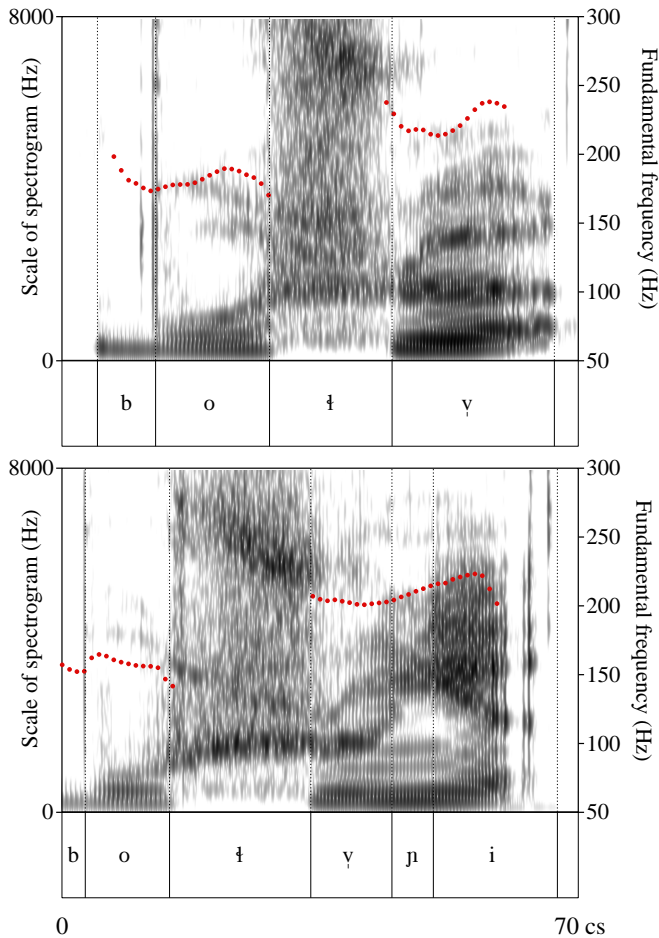 8000
Scale of spectrogram (Hz)
0
300
250
200
150
100
50
Fundamental frequency (Hz)
b o ɬ v̩
8000
Scale of spectrogram (Hz)
0
300
250
200
150
100
50
Fundamental frequency (Hz)
b o ɬ v̩ ɲ i
0 70 cs